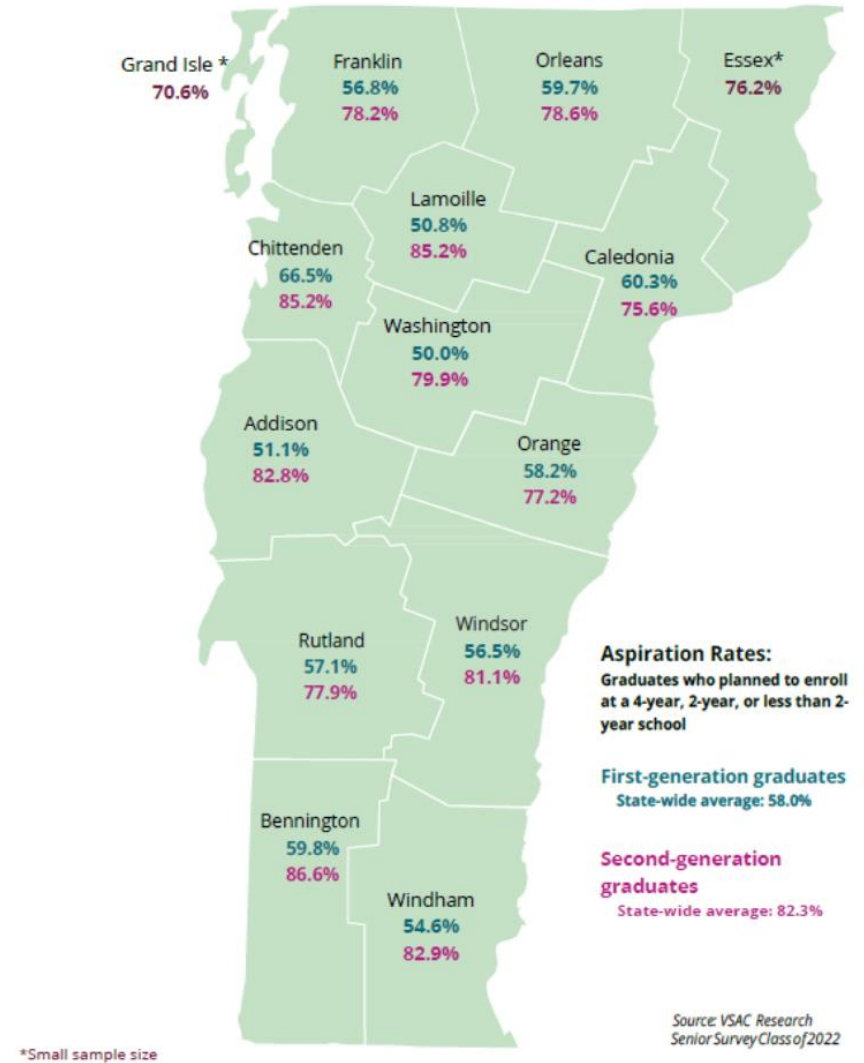 Grand Isle *
70.6%
Franklin
56.8%
78.2%
Orleans
59.7%
78.6%
Essex*
76.2%
Lamoille
50.8%
85.2%
Chittenden
66.5%
85.2%
Caledonia
60.3%
75.6%
Washington
50.0%
79.9%
Addison
51.1%
82.8%
Orange
58.2%
77.2%
Rutland
57.1%
77.9%
Windsor
56.5%
81.1%
Bennington
59.8%
86.6%
Windham
54.6%
82.9%
Aspiration Rates:
Graduates who planned to enroll
at a 4-year, 2-year, or less than 2-
year school
First-generation graduates
State-wide average: 58.0%
Second-generation
graduates
State-wide average: 82.3%
Source: VSAC Research
Senior Survey Class of 2022
*Small sample size